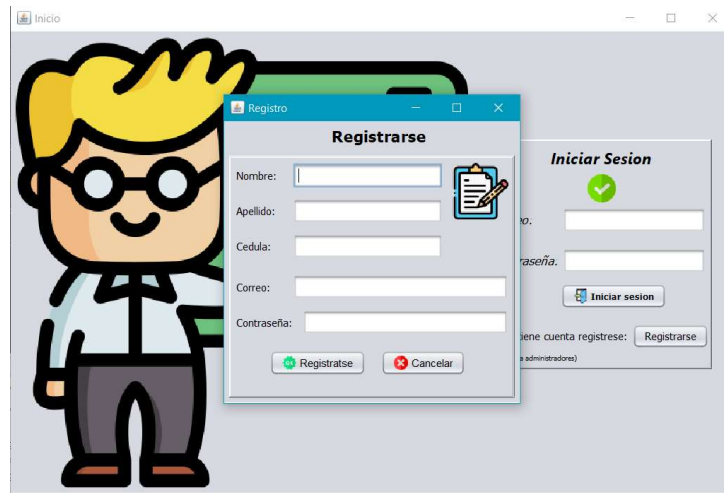 Inicio
Registro
Registrarse
Nombre:
Apellido:
Cedula:
Correo:
Contraseña:
Registratse
Cancelar
Iniciar Sesion
eo.
raseña.
Iniciar sesion
iene cuenta registrese:
Registrarse
a administradores)